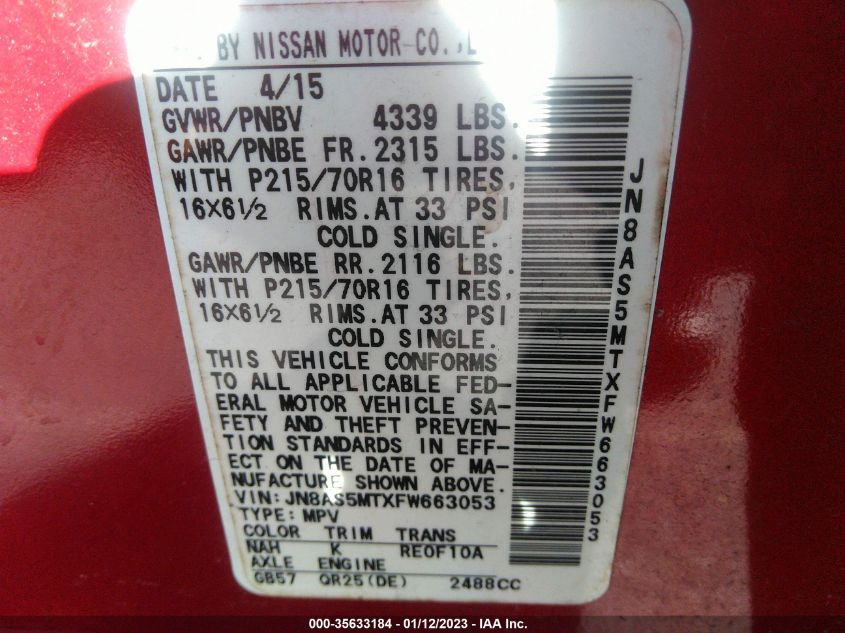 BY NISSAN MOTOR CO.,L
DATE 4/15
GVWR/PNBV 4339 LBS.
GAWR/PNBE FR. 2315 LBS.
WITH P215/70R16 TIRES,
16X6½ RIMS. AT 33 PSI
COLD SINGLE.
GAWR/PNBE RR. 2116 LBS.
WITH P215/70R16 TIRES,
16X6½ RIMS. AT 33 PSI
COLD SINGLE.
THIS VEHICLE CONFORMS
TO ALL APPLICABLE FED-
ERAL MOTOR VEHICLE SA-
FETY AND THEFT PREVEN-
TION STANDARDS IN EFF-
ECT ON THE DATE OF MA-
NUFACTURE SHOWN ABOVE.
VIN:JN8AS5MTXFW663053
TYPE:MPV
COLOR TRIM TRANS
NAH K RE0F10A
AXLE ENGINE
GB57 QR25(DE) 2488CC
JN8AS5MTXFW663053
000-35633184 - 01/12/2023 - IAA Inc.